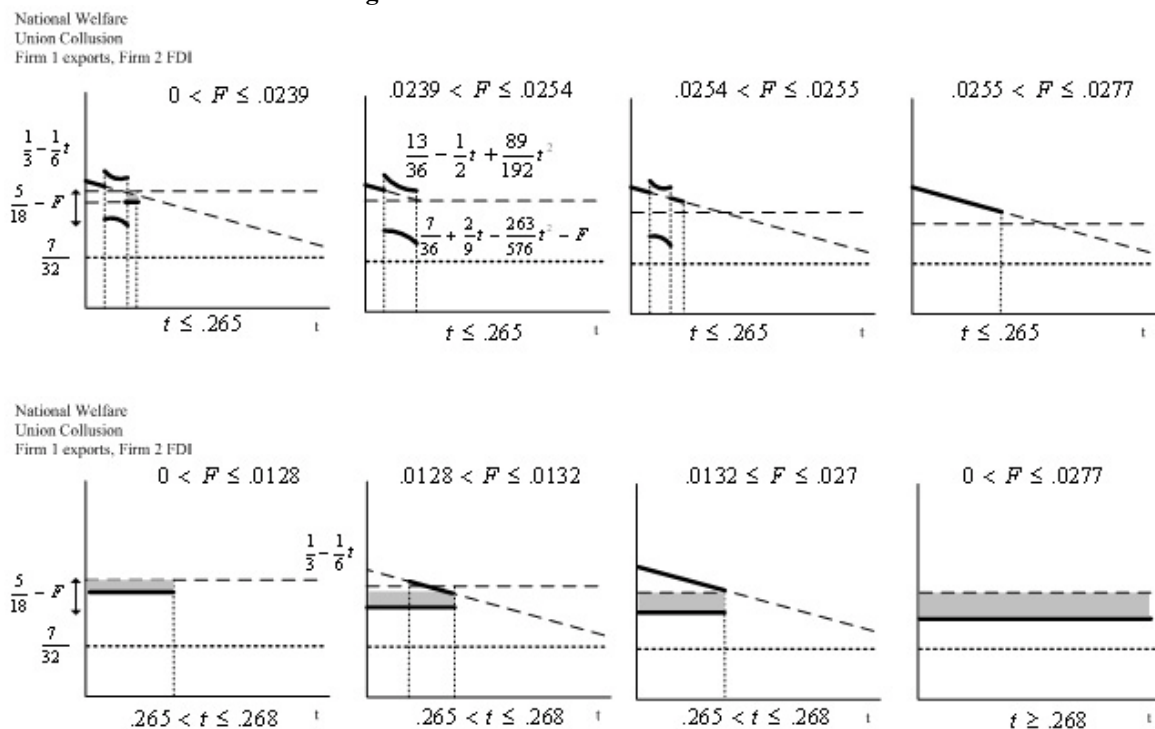 g
National Welfare
Union Collusion
Firm 1 exports, Firm 2 FDI
0 < F ≤ .0239
.0239 < F ≤ .0254
.0254 < F ≤ .0255
.0255 < F ≤ .0277
1/3 - 1/6 t
5/18 - F
7/32
13/36 - 1/2 t + 89/192 t²
7/36 + 2/9 t - 263/576 t² - F
t ≤ .265 t
t ≤ .265 t
t ≤ .265 t
t ≤ .265 t
National Welfare
Union Collusion
Firm 1 exports, Firm 2 FDI
0 < F ≤ .0128
.0128 < F ≤ .0132
.0132 ≤ F ≤ .027
0 < F ≤ .0277
1/3 - 1/6 t
5/18 - F
7/32
.265 < t ≤ .268 t
.265 < t ≤ .268 t
.265 < t ≤ .268 t
t ≥ .268 t